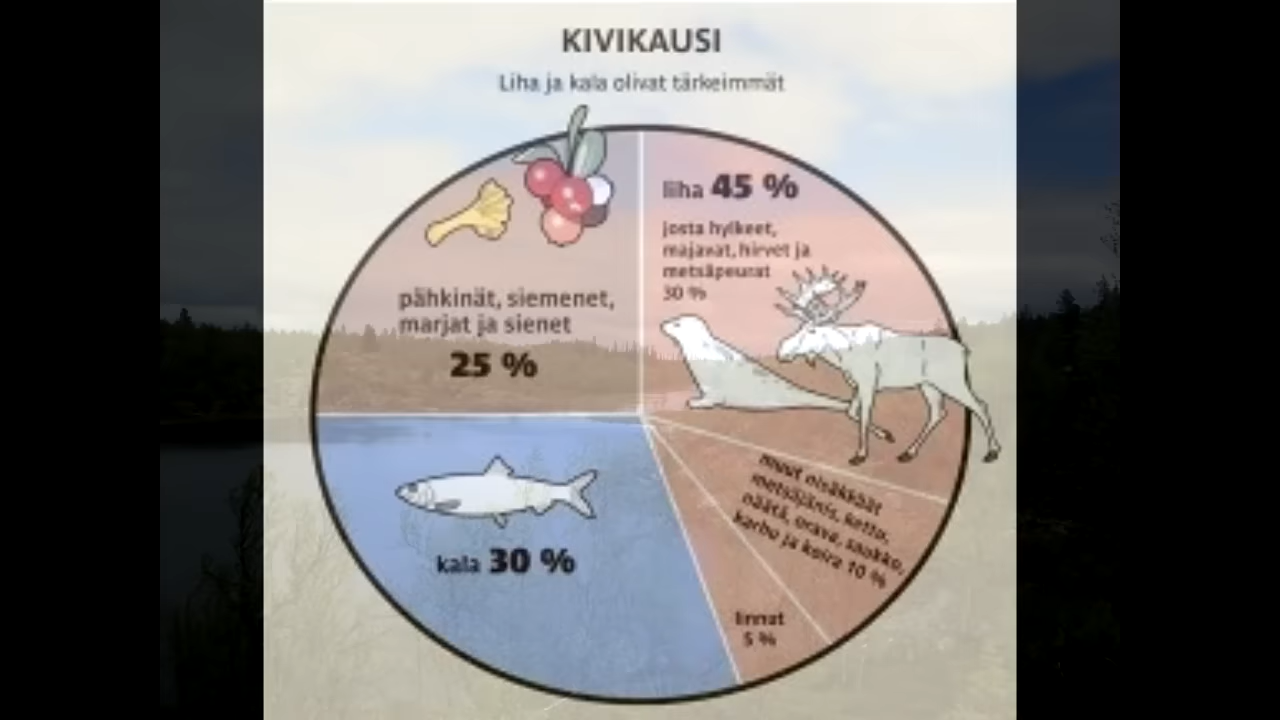 KIVIKAUSI
Liha ja kala olivat tärkeimmät
liha 45 %
josta hylkeet,
majavat, hirvet ja
metsäpeurat
30 %
pähkinät, siemenet,
marjat ja sienet
25 %
muut nisäkkäät
metsäjänis, kettu,
näätä, orava, saukko,
karhu ja koira 10 %
kala 30 %
linnut
5 %